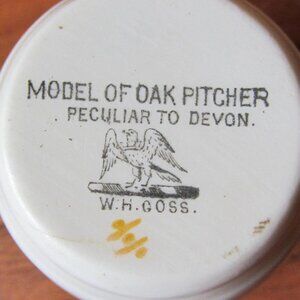 MODEL OF OAK PITCHER
PECULIAR TO DEVON.
W.H.GOSS.